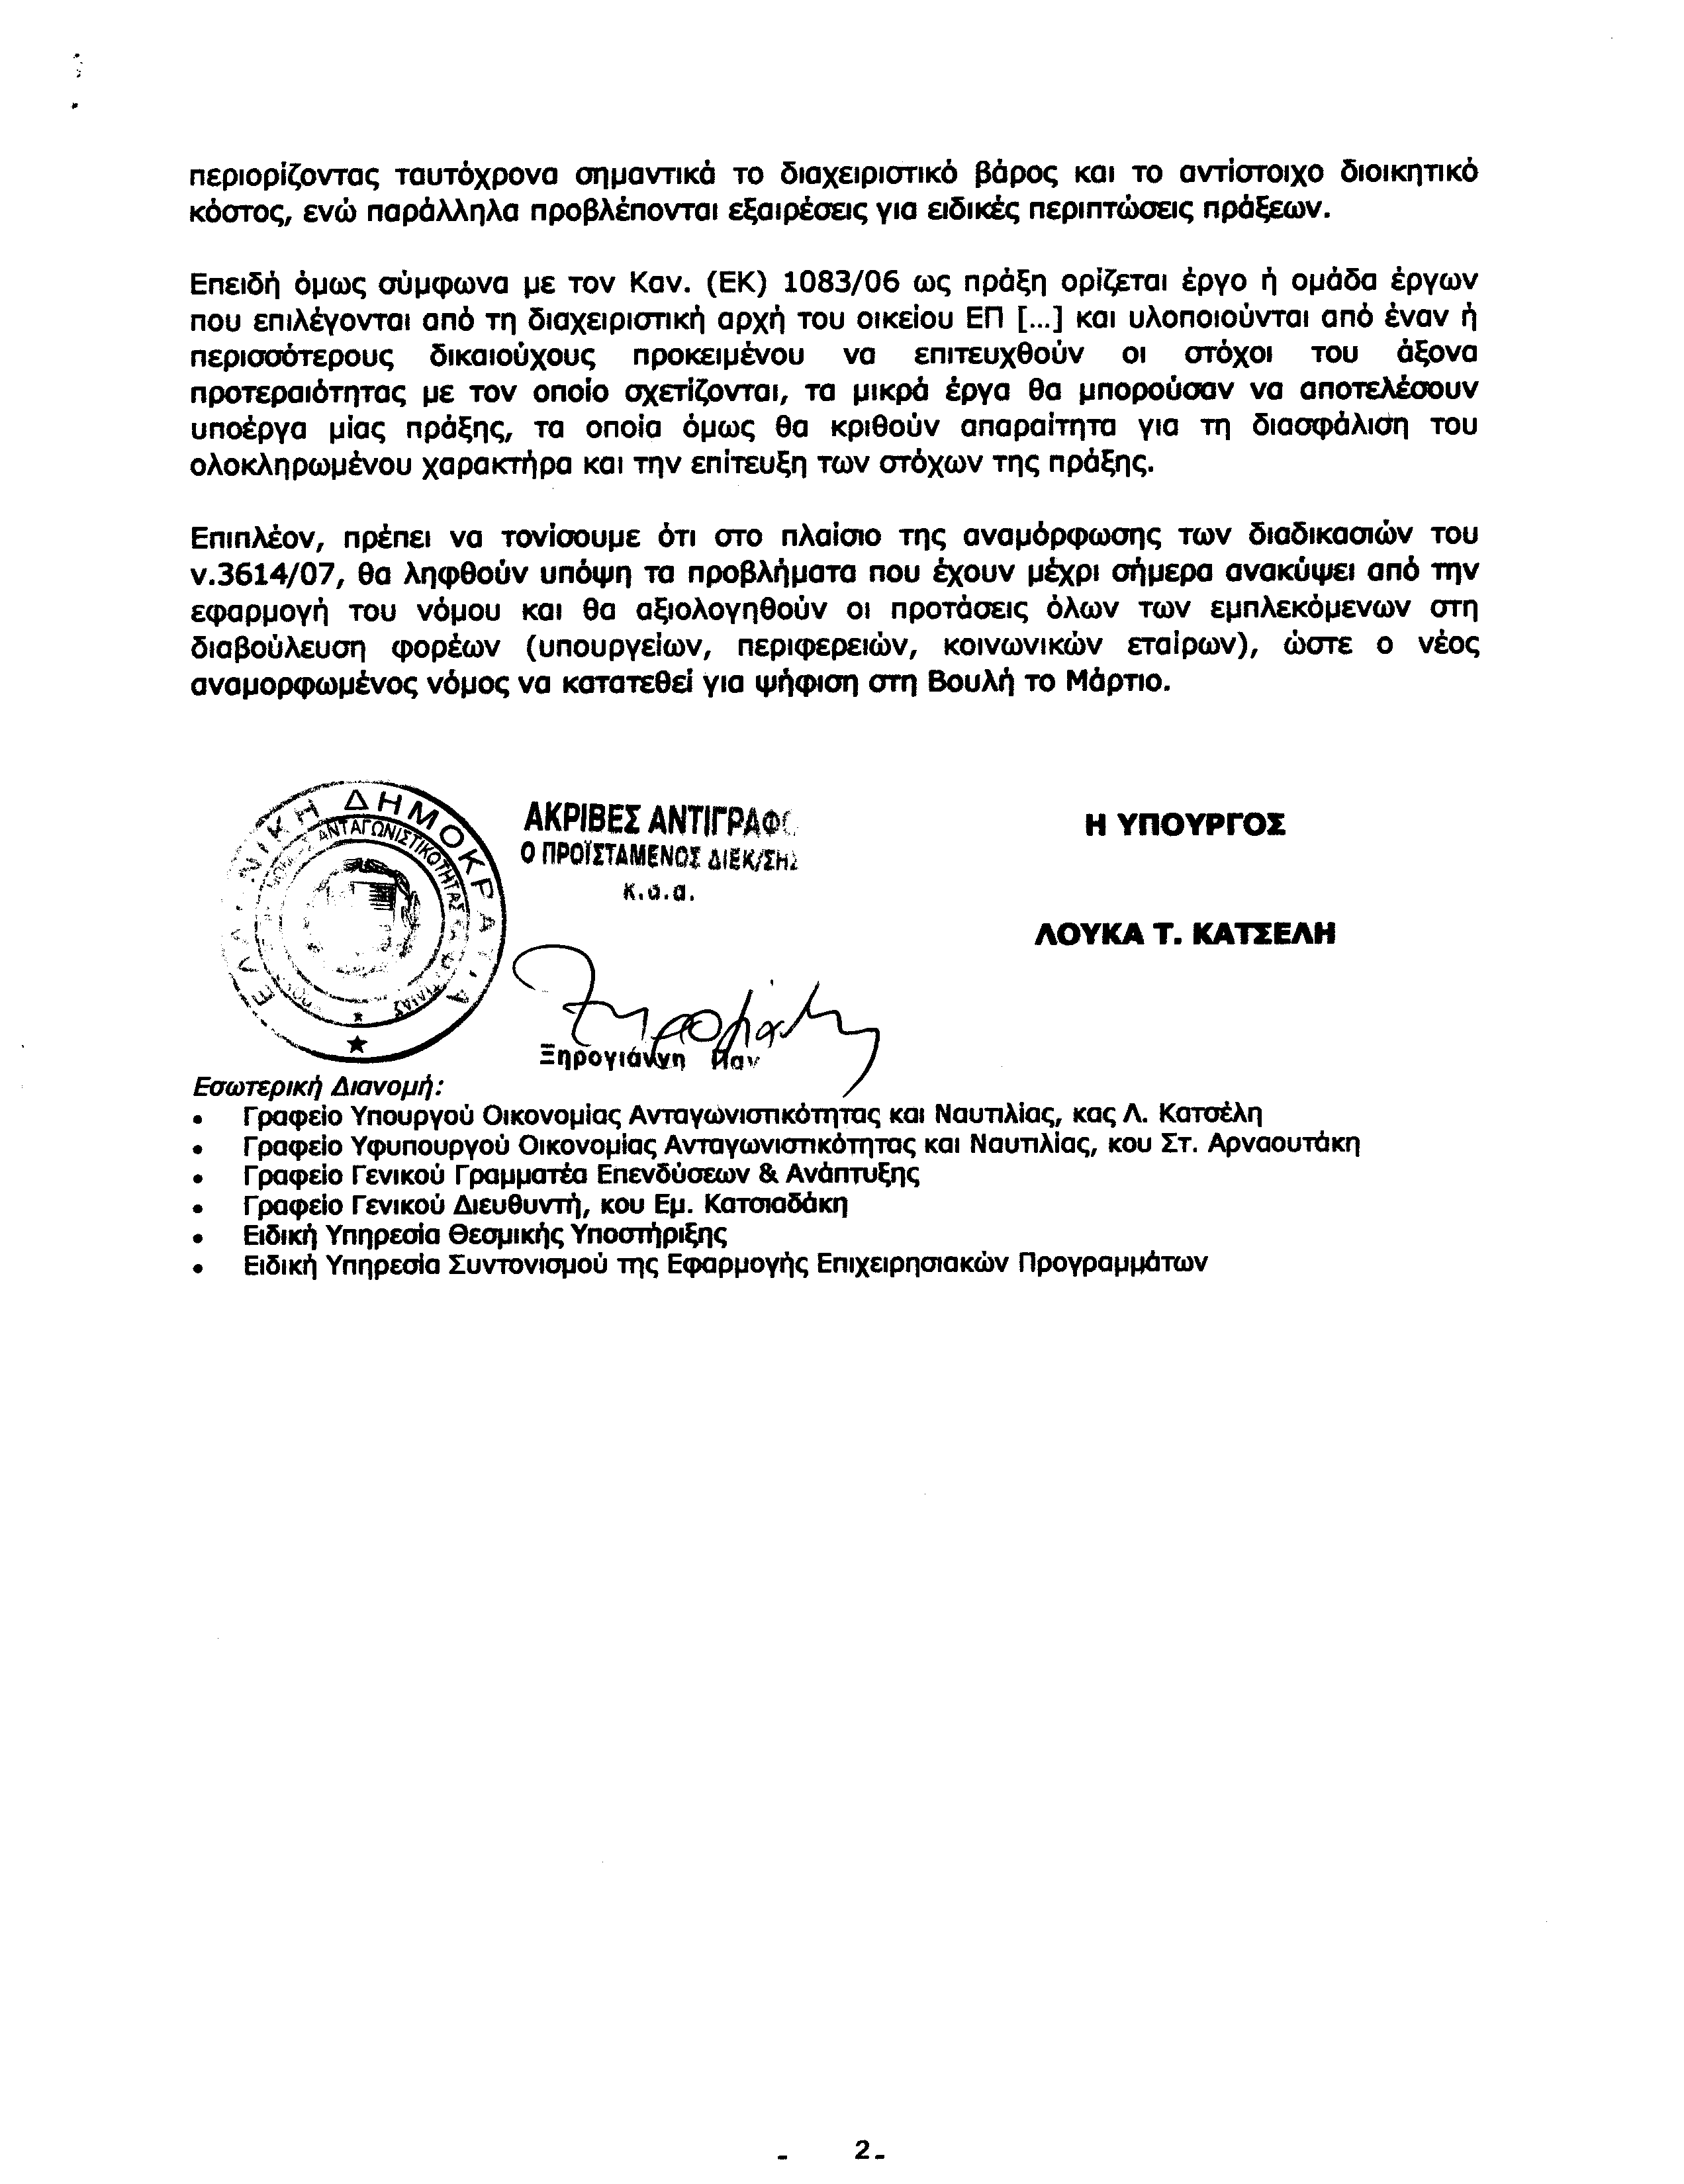 περιορίζοντας ταυτόχρονα σημαντικά το διαχειριστικό βάρος και το αντίστοιχο διοικητικό
κόστος, ενώ παράλληλα προβλέπονται εξαιρέσεις για ειδικές περιπτώσεις πράξεων.
Επειδή όμως σύμφωνα με τον Καν. (ΕΚ) 1083/06 ως πράξη ορίζεται έργο ή ομάδα έργων
που επιλέγονται από τη διαχειριστική αρχή του οικείου ΕΠ [...] και υλοποιούνται από έναν ή
περισσότερους δικαιούχους προκειμένου να επιτευχθούν οι στόχοι του άξονα
προτεραιότητας με τον οποίο σχετίζονται, τα μικρά έργα θα μπορούσαν να αποτελέσουν
υποέργα μίας πράξης, τα οποία όμως θα κριθούν απαραίτητα για τη διασφάλιση του
ολοκληρωμένου χαρακτήρα και την επίτευξη των στόχων της πράξης.
Επιπλέον, πρέπει να τονίσουμε ότι στο πλαίσιο της αναμόρφωσης των διαδικασιών του
ν.3614/07, θα ληφθούν υπόψη τα προβλήματα που έχουν μέχρι σήμερα ανακύψει από την
εφαρμογή του νόμου και θα αξιολογηθούν οι προτάσεις όλων των εμπλεκόμενων στη
διαβούλευση φορέων (υπουργείων, περιφερειών, κοινωνικών εταίρων), ώστε ο νέος
αναμορφωμένος νόμος να κατατεθεί για ψήφιση στη Βουλή το Μάρτιο.
ΕΛΛΗΝΙΚΗ ΔΗΜΟΚΡΑΤΙΑ
ΑΝΤΑΓΩΝΙΣΤΙΚΟΤΗΤΑΣ
ΑΚΡΙΒΕΣ ΑΝΤΙΓΡΑΦΟ
Ο ΠΡΟΪΣΤΑΜΕΝΟΣ ΔΙΕΚ/ΣΗΣ
κ.α.α.
Η ΥΠΟΥΡΓΟΣ
ΛΟΥΚΑ Τ. ΚΑΤΣΕΛΗ
Ξηρογιάννη Παν
Εσωτερική Διανομή:
• Γραφείο Υπουργού Οικονομίας Ανταγωνιστικότητας και Ναυτιλίας, κας Λ. Κατσέλη
• Γραφείο Υφυπουργού Οικονομίας Ανταγωνιστικότητας και Ναυτιλίας, κου Στ. Αρναουτάκη
• Γραφείο Γενικού Γραμματέα Επενδύσεων & Ανάπτυξης
• Γραφείο Γενικού Διευθυντή, κου Εμ. Κατσιαδάκη
• Ειδική Υπηρεσία Θεσμικής Υποστήριξης
• Ειδική Υπηρεσία Συντονισμού της Εφαρμογής Επιχειρησιακών Προγραμμάτων
- 2-